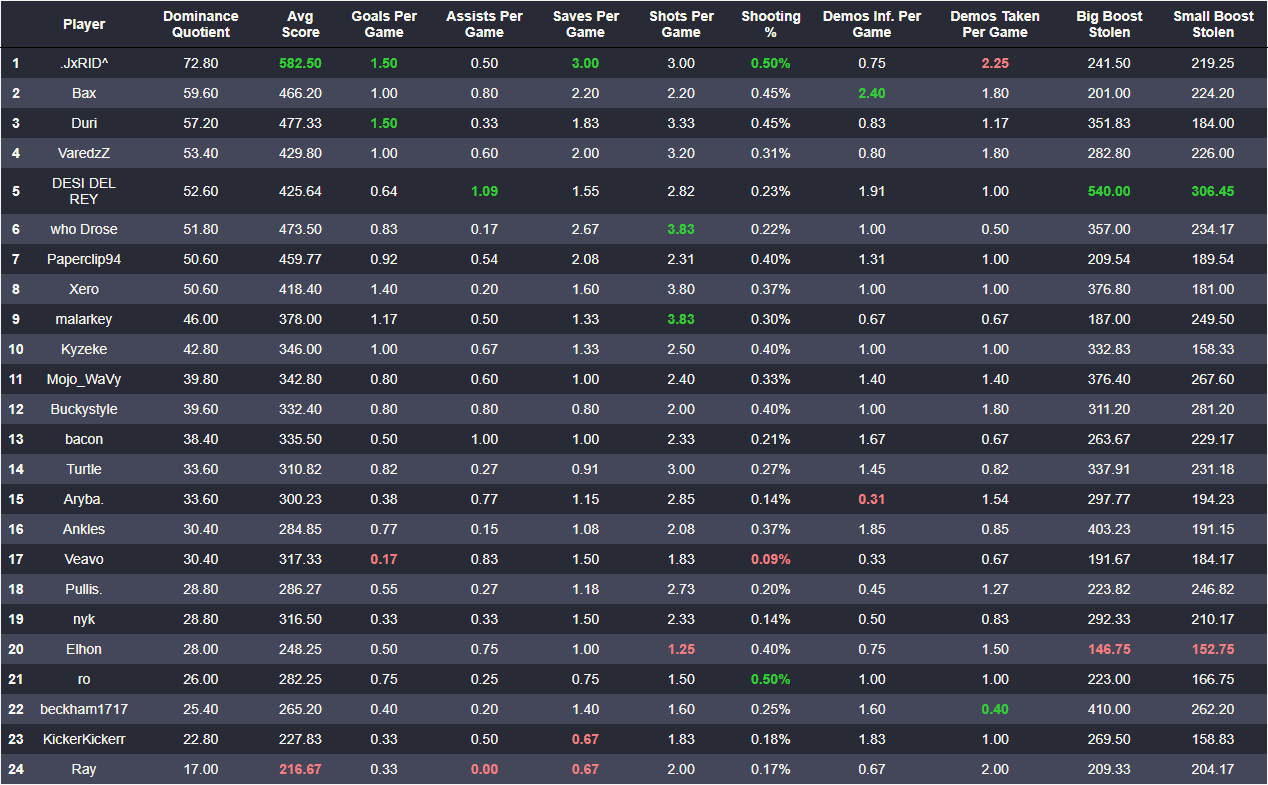 Player Dominance Quotient Avg Score Goals Per Game Assists Per Game Saves Per Game Shots Per Game Shooting % Demos Inf. Per Game Demos Taken Per Game Big Boost Stolen Small Boost Stolen
1 .JxRID^ 72.80 582.50 1.50 0.50 3.00 3.00 0.50% 0.75 2.25 241.50 219.25
2 Bax 59.60 466.20 1.00 0.80 2.20 2.20 0.45% 2.40 1.80 201.00 224.20
3 Duri 57.20 477.33 1.50 0.33 1.83 3.33 0.45% 0.83 1.17 351.83 184.00
4 VaredzZ 53.40 429.80 1.00 0.60 2.00 3.20 0.31% 0.80 1.80 282.80 226.00
5 DESI DEL REY 52.60 425.64 0.64 1.09 1.55 2.82 0.23% 1.91 1.00 540.00 306.45
6 who Drose 51.80 473.50 0.83 0.17 2.67 3.83 0.22% 1.00 0.50 357.00 234.17
7 Paperclip94 50.60 459.77 0.92 0.54 2.08 2.31 0.40% 1.31 1.00 209.54 189.54
8 Xero 50.60 418.40 1.40 0.20 1.60 3.80 0.37% 1.00 1.00 376.80 181.00
9 malarkey 46.00 378.00 1.17 0.50 1.33 3.83 0.30% 0.67 0.67 187.00 249.50
10 Kyzeke 42.80 346.00 1.00 0.67 1.33 2.50 0.40% 1.00 1.00 332.83 158.33
11 Mojo_WaVy 39.80 342.80 0.80 0.60 1.00 2.40 0.33% 1.40 1.40 376.40 267.60
12 Buckystyle 39.60 332.40 0.80 0.80 0.80 2.00 0.40% 1.00 1.80 311.20 281.20
13 bacon 38.40 335.50 0.50 1.00 1.00 2.33 0.21% 1.67 0.67 263.67 229.17
14 Turtle 33.60 310.82 0.82 0.27 0.91 3.00 0.27% 1.45 0.82 337.91 231.18
15 Aryba. 33.60 300.23 0.38 0.77 1.15 2.85 0.14% 0.31 1.54 297.77 194.23
16 Ankles 30.40 284.85 0.77 0.15 1.08 2.08 0.37% 1.85 0.85 403.23 191.15
17 Veavo 30.40 317.33 0.17 0.83 1.50 1.83 0.09% 0.33 0.67 191.67 184.17
18 Pullis. 28.80 286.27 0.55 0.27 1.18 2.73 0.20% 0.45 1.27 223.82 246.82
19 nyk 28.80 316.50 0.33 0.33 1.50 2.33 0.14% 0.50 0.83 292.33 210.17
20 Elhon 28.00 248.25 0.50 0.75 1.00 1.25 0.40% 0.75 1.50 146.75 152.75
21 ro 26.00 282.25 0.75 0.25 0.75 1.50 0.50% 1.00 1.00 223.00 166.75
22 beckham1717 25.40 265.20 0.40 0.20 1.40 1.60 0.25% 1.60 0.40 410.00 262.20
23 KickerKickerr 22.80 227.83 0.33 0.50 0.67 1.83 0.18% 1.83 1.00 269.50 158.83
24 Ray 17.00 216.67 0.33 0.00 0.67 2.00 0.17% 0.67 2.00 209.33 204.17